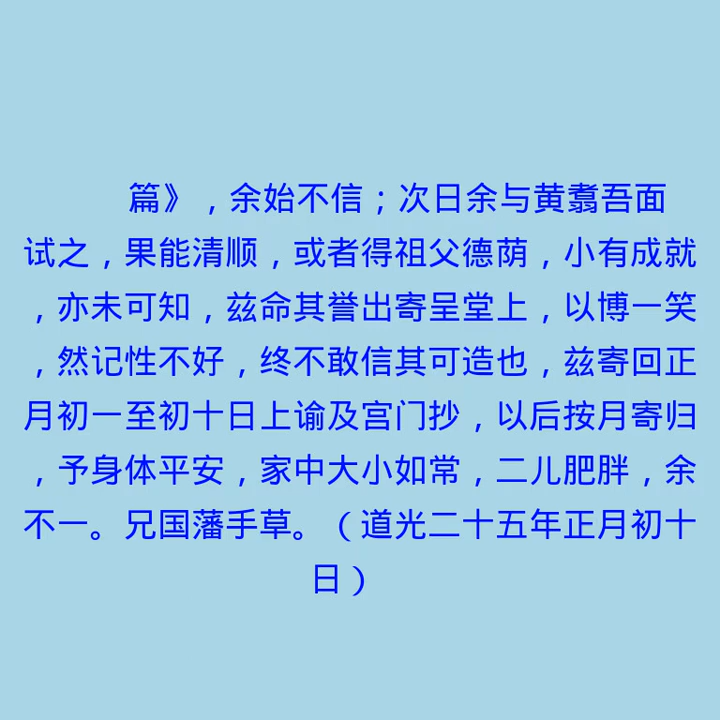 篇》，余始不信；次日余与黄翥吾面
试之，果能清顺，或者得祖父德荫，小有成就
，亦未可知，兹命其誉出寄呈堂上，以博一笑
，然记性不好，终不敢信其可造也，兹寄回正
月初一至初十日上谕及宫门抄，以后按月寄归
，予身体平安，家中大小如常，二儿肥胖，余
不一。兄国藩手草。（道光二十五年正月初十
日）